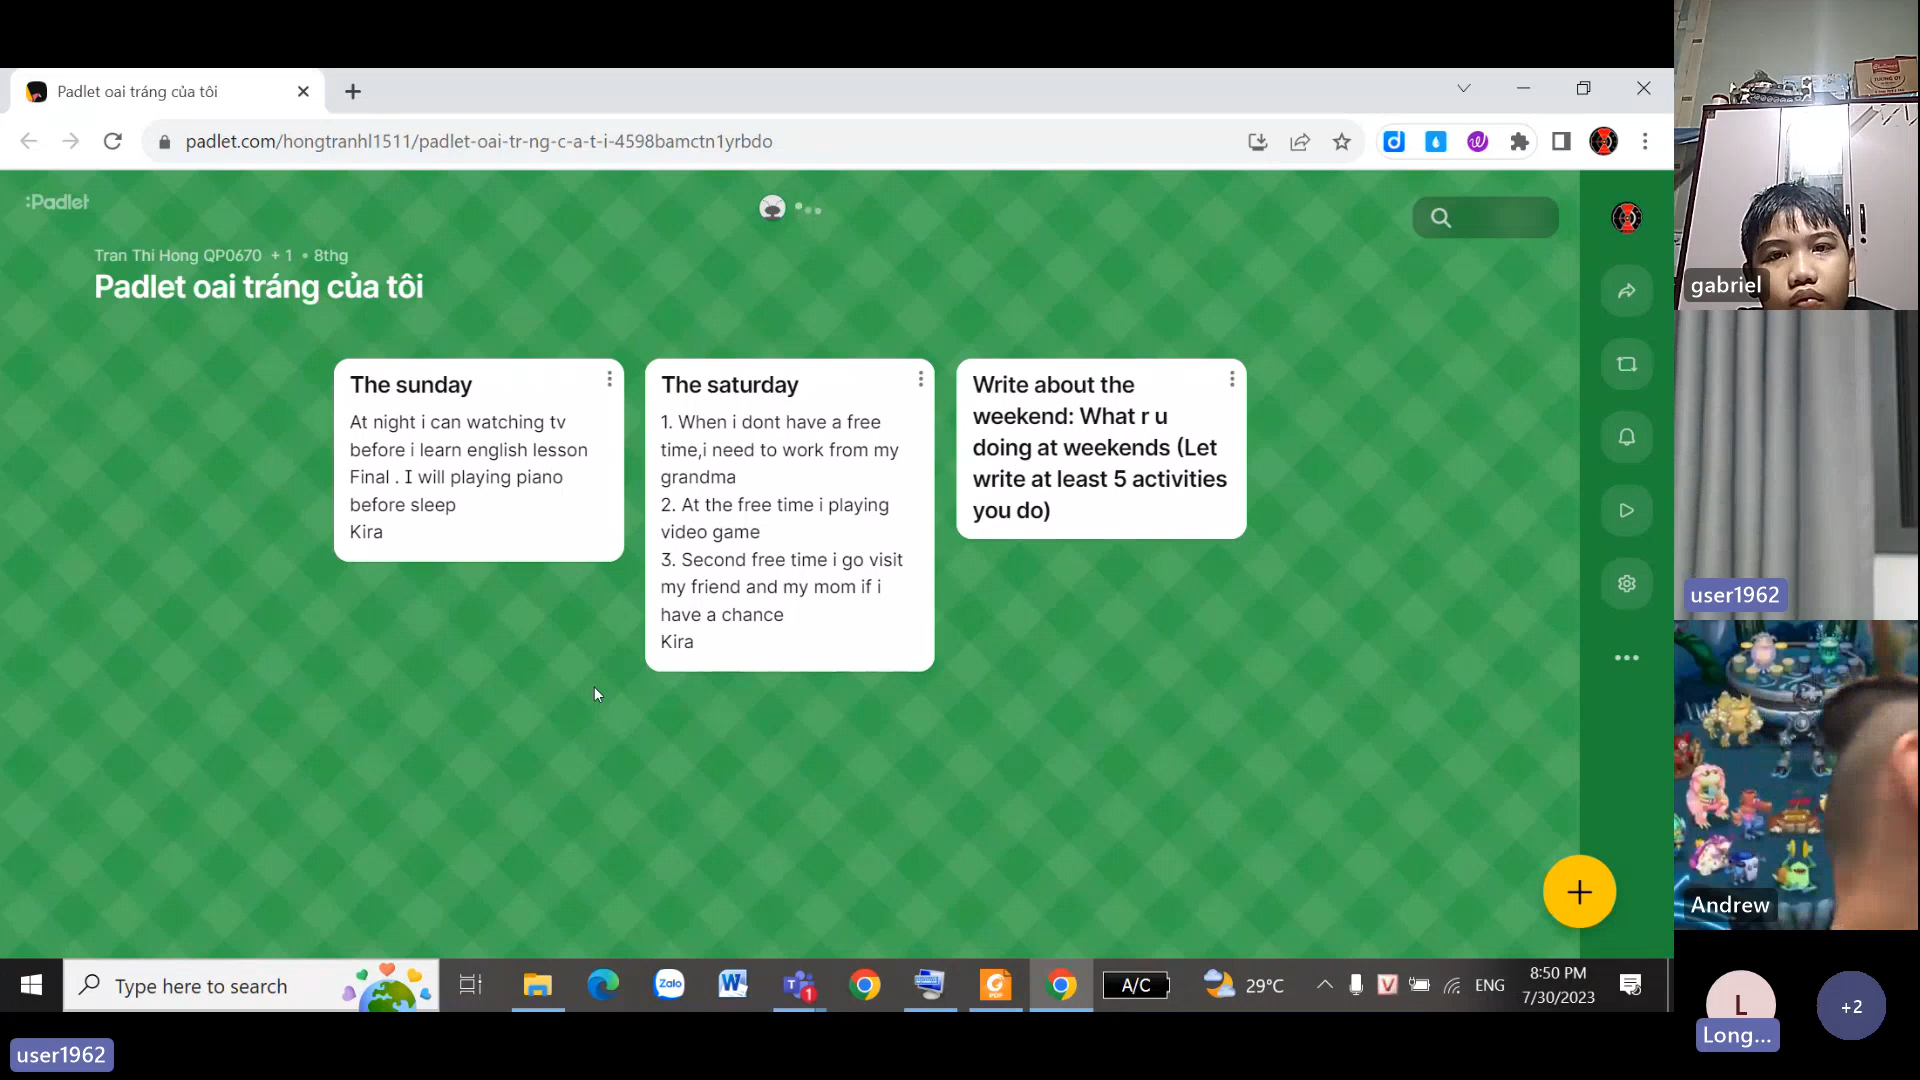 Padlet oai tráng của tôi
padlet.com/hongtranhl1511/padlet-oai-tr-ng-c-a-t-i-4598bamctn1yrbdo
:Padlet
Tran Thi Hong QP0670 + 1 • 8thg
Padlet oai tráng của tôi
The sunday
At night i can watching tv
before i learn english lesson
Final . I will playing piano
before sleep
Kira
The saturday
1. When i dont have a free
time,i need to work from my
grandma
2. At the free time i playing
video game
3. Second free time i go visit
my friend and my mom if i
have a chance
Kira
Write about the
weekend: What r u
doing at weekends (Let
write at least 5 activities
you do)
gabriel
TƯƠNG ỚT
user1962
Andrew
L
Long...
+2
Type here to search
Zalo
A/C
29°C
ENG
8:50 PM
7/30/2023
user1962